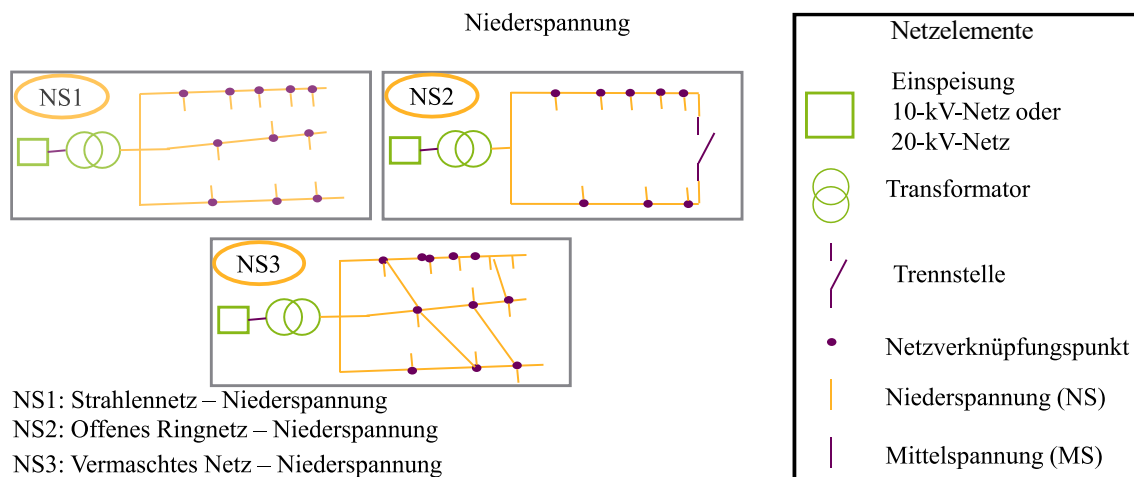 Niederspannung
NS1
NS2
NS3
NS1: Strahlennetz – Niederspannung
NS2: Offenes Ringnetz – Niederspannung
NS3: Vermaschtes Netz – Niederspannung
Netzelemente
Einspeisung
10-kV-Netz oder
20-kV-Netz
Transformator
Trennstelle
Netzverknüpfungspunkt
Niederspannung (NS)
Mittelspannung (MS)